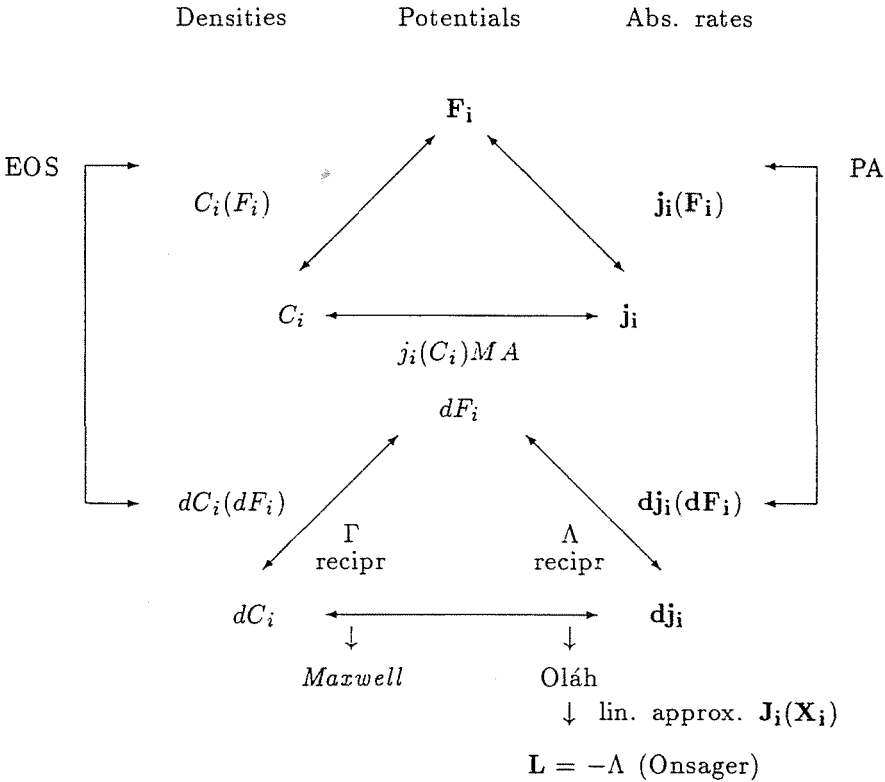 Densities Potentials Abs. rates
F_i
EOS PA
C_i(F_i) j_i(F_i)
C_i j_i
j_i(C_i)MA
dF_i
dC_i(dF_i) dj_i(dF_i)
Γ Λ
recipr recipr
dC_i dj_i
↓ ↓
Maxwell Oláh
↓ lin. approx. J_i(X_i)
L = −Λ (Onsager)